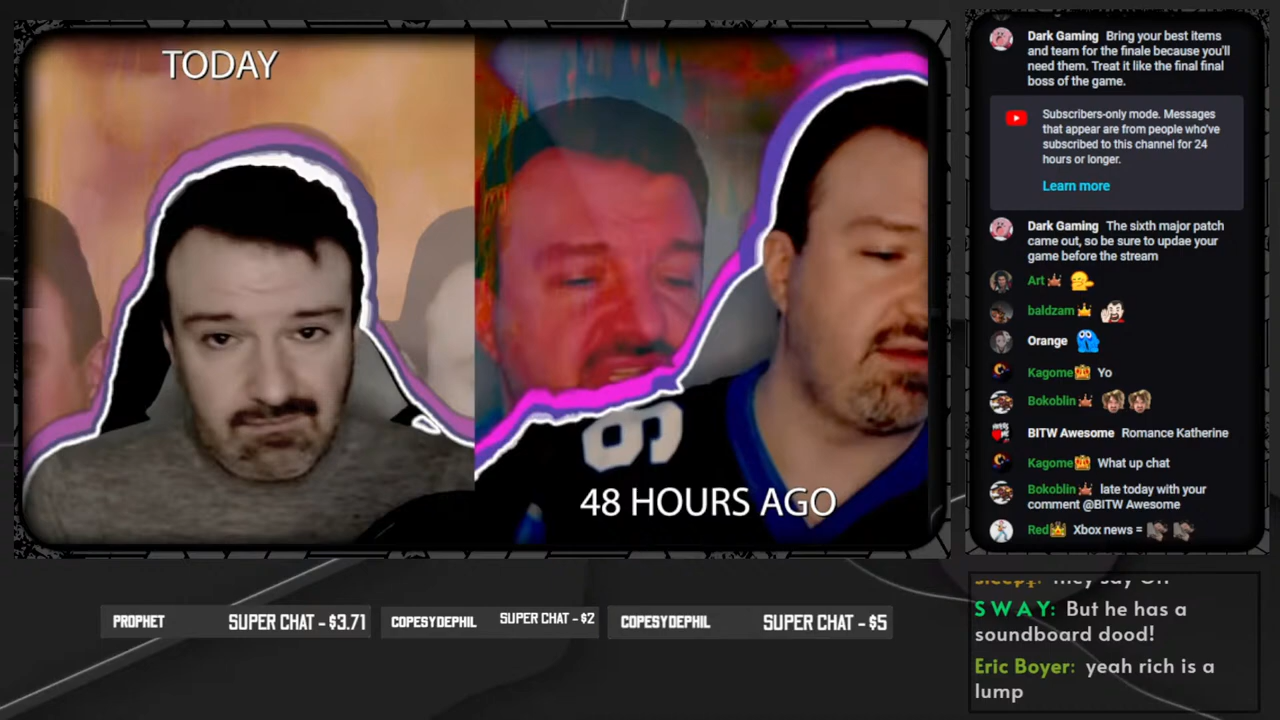 TODAY
48 HOURS AGO
Dark Gaming Bring your best items
and team for the finale because you'll
need them. Treat it like the final final
boss of the game.
Subscribers-only mode. Messages
that appear are from people who've
subscribed to this channel for 24
hours or longer.
Learn more
Dark Gaming The sixth major patch
came out, so be sure to updae your
game before the stream
Art
baldzam
Orange
Kagome Yo
Bokoblin
BITW Awesome Romance Katherine
Kagome What up chat
Bokoblin late today with your
comment @BITW Awesome
Red Xbox news =
PROPHET SUPER CHAT - $3.71
COPESYDEPHIL SUPER CHAT - $2
COPESYDEPHIL SUPER CHAT - $5
they say
S W A Y: But he has a
soundboard dood!
Eric Boyer: yeah rich is a
lump